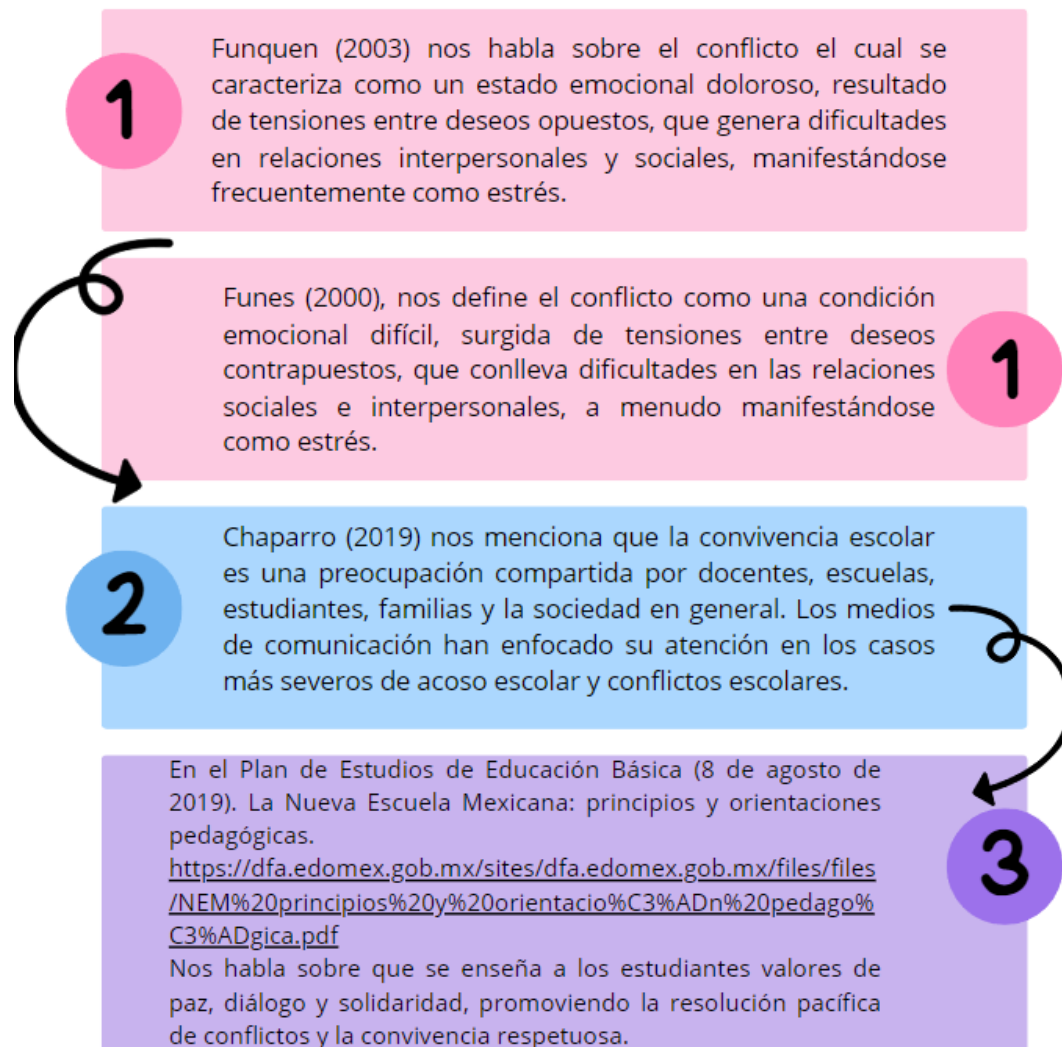 1
Funquen (2003) nos habla sobre el conflicto el cual se
caracteriza como un estado emocional doloroso, resultado
de tensiones entre deseos opuestos, que genera dificultades
en relaciones interpersonales y sociales, manifestándose
frecuentemente como estrés.
Funes (2000), nos define el conflicto como una condición
emocional difícil, surgida de tensiones entre deseos
contrapuestos, que conlleva dificultades en las relaciones
sociales e interpersonales, a menudo manifestándose
como estrés.
1
2
Chaparro (2019) nos menciona que la convivencia escolar
es una preocupación compartida por docentes, escuelas,
estudiantes, familias y la sociedad en general. Los medios
de comunicación han enfocado su atención en los casos
más severos de acoso escolar y conflictos escolares.
En el Plan de Estudios de Educación Básica (8 de agosto de
2019). La Nueva Escuela Mexicana: principios y orientaciones
pedagógicas.
https://dfa.edomex.gob.mx/sites/dfa.edomex.gob.mx/files/files
/NEM%20principios%20y%20orientacio%C3%ADn%20pedago%
C3%ADgica.pdf
Nos habla sobre que se enseña a los estudiantes valores de
paz, diálogo y solidaridad, promoviendo la resolución pacífica
de conflictos y la convivencia respetuosa.
3